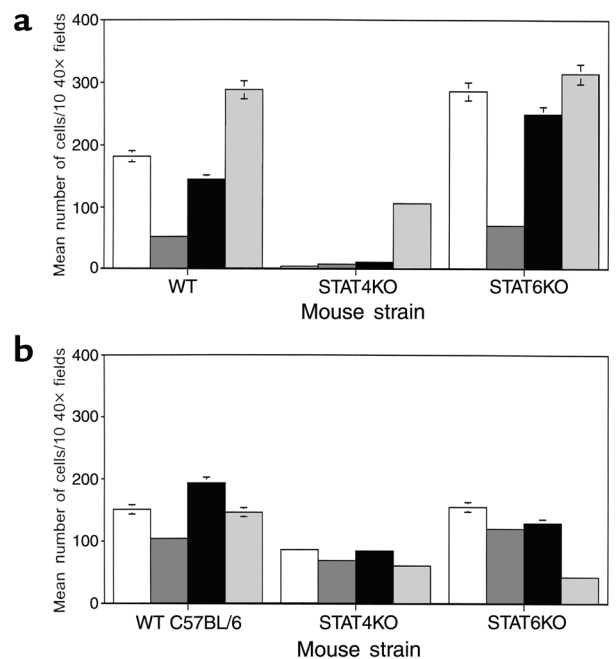 a
Mean number of cells/10 40× fields
400
300
200
100
0
WT
STAT4KO
STAT6KO
Mouse strain
b
Mean number of cells/10 40× fields
400
300
200
100
0
WT C57BL/6
STAT4KO
STAT6KO
Mouse strain